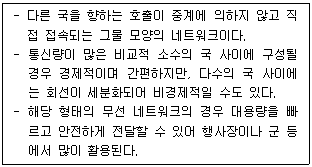 - 다른 국을 향하는 호출이 중계에 의하지 않고 직
접 접속되는 그물 모양의 네트워크이다.
- 통신량이 많은 비교적 소수의 국 사이에 구성될
경우 경제적이며 간편하지만, 다수의 국 사이에
는 회선이 세분화되어 비경제적일 수도 있다.
- 해당 형태의 무선 네트워크의 경우 대용량을 빠
르고 안전하게 전달할 수 있어 행사장이나 군 등
에서 많이 활용된다.